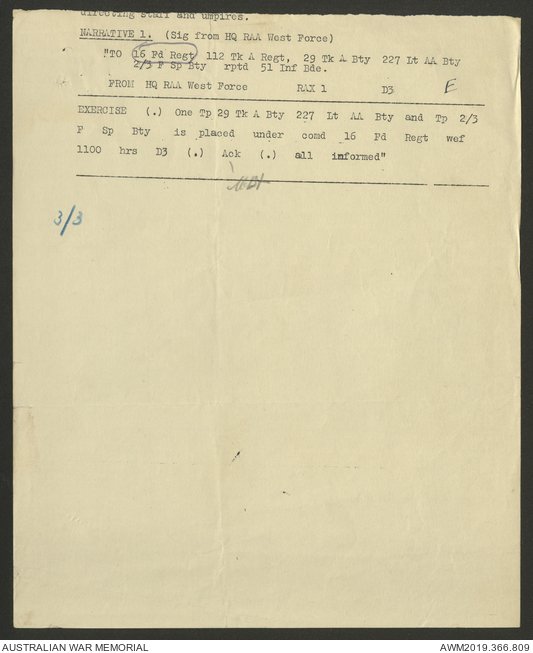 directing staff and umpires.
NARRATIVE 1. (Sig from HQ RAA West Force)
"TO 16 Fd Regt 112 Tk A Regt, 29 Tk A Bty 227 Lt AA Bty
2/3 P Sp Bty rptd 51 Inf Bde.
FROM HQ RAA West Force RAX 1 D3 E
EXERCISE (.) One Tp 29 Tk A Bty 227 Lt AA Bty and Tp 2/3
P Sp Bty is placed under comd 16 Fd Regt wef
1100 hrs D3 (.) Ack (.) all informed"
3/3
AUSTRALIAN WAR MEMORIAL
AWM2019.366.809